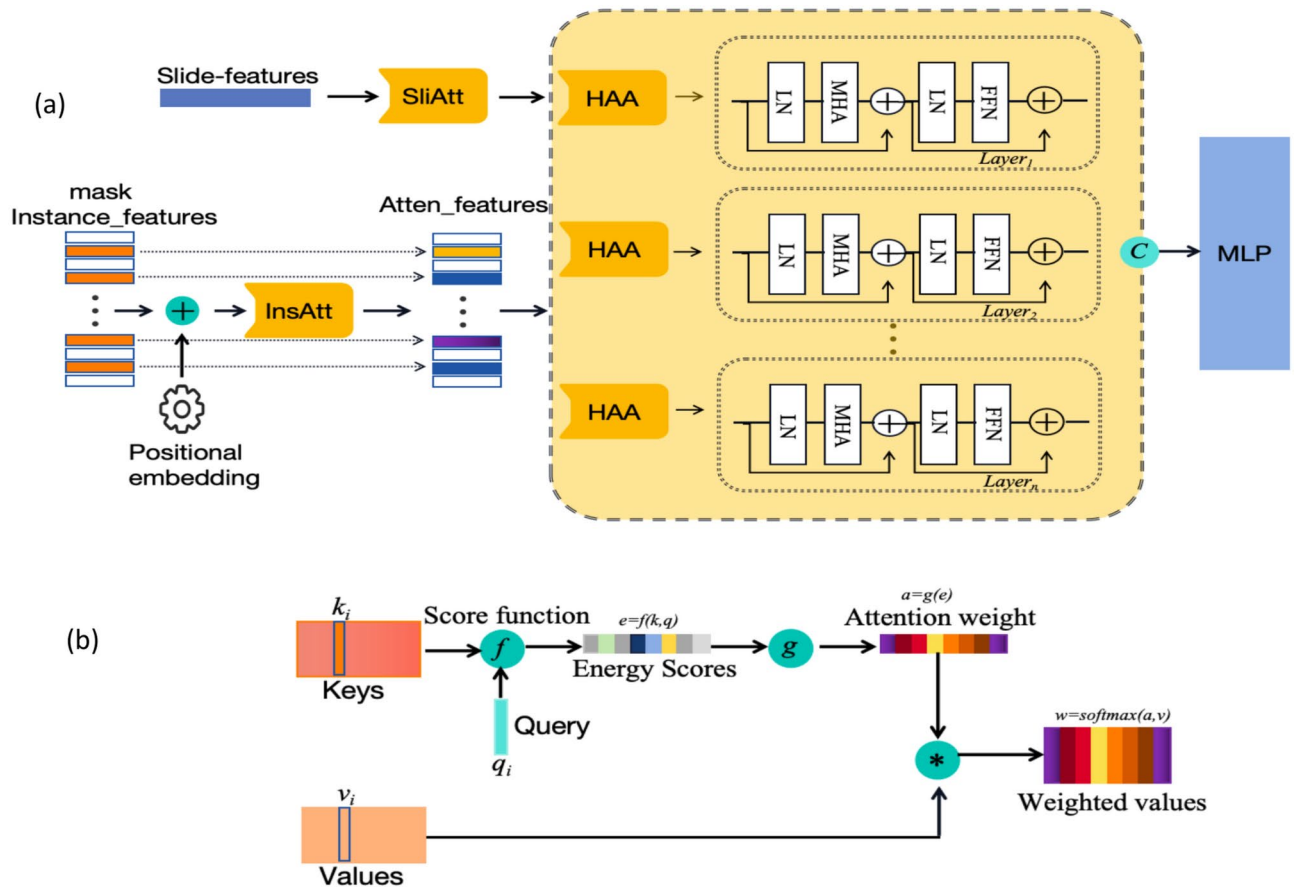 (a)
Slide-features
SliAtt
HAA
LN
MHA
LN
FFN
Layer1
mask
Instance_features
Atten_features
InsAtt
Positional
embedding
HAA
LN
MHA
LN
FFN
Layer2
C
MLP
HAA
LN
MHA
LN
FFN
Layern
(b)
ki
Keys
Score function
f
Query
qi
e=f(k,q)
Energy Scores
g
a=g(e)
Attention weight
*
w=softmax(a,v)
Weighted values
vi
Values